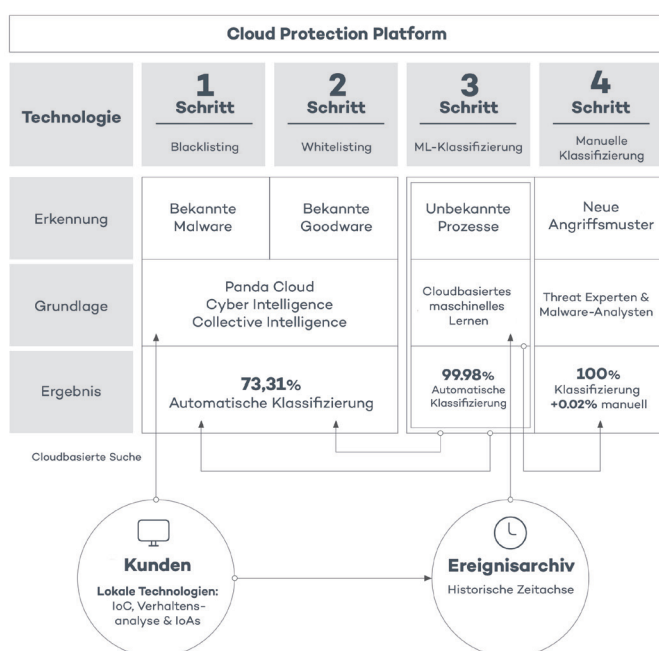 Cloud Protection Platform
Technologie
1
Schritt
Blacklisting
2
Schritt
Whitelisting
3
Schritt
ML-Klassifizierung
4
Schritt
Manuelle
Klassifizierung
Erkennung
Bekannte
Malware
Bekannte
Goodware
Unbekannte
Prozesse
Neue
Angriffsmuster
Grundlage
Panda Cloud
Cyber Intelligence
Collective Intelligence
Cloudbasiertes
maschinelles
Lernen
Threat Experten &
Malware-Analysten
Ergebnis
73,31%
Automatische Klassifizierung
99.98%
Automatische
Klassifizierung
100%
Klassifizierung
+0.02% manuell
Cloudbasierte Suche
Kunden
Lokale Technologien:
IoC, Verhaltens-
analyse & IoAs
Ereignisarchiv
Historische Zeitachse